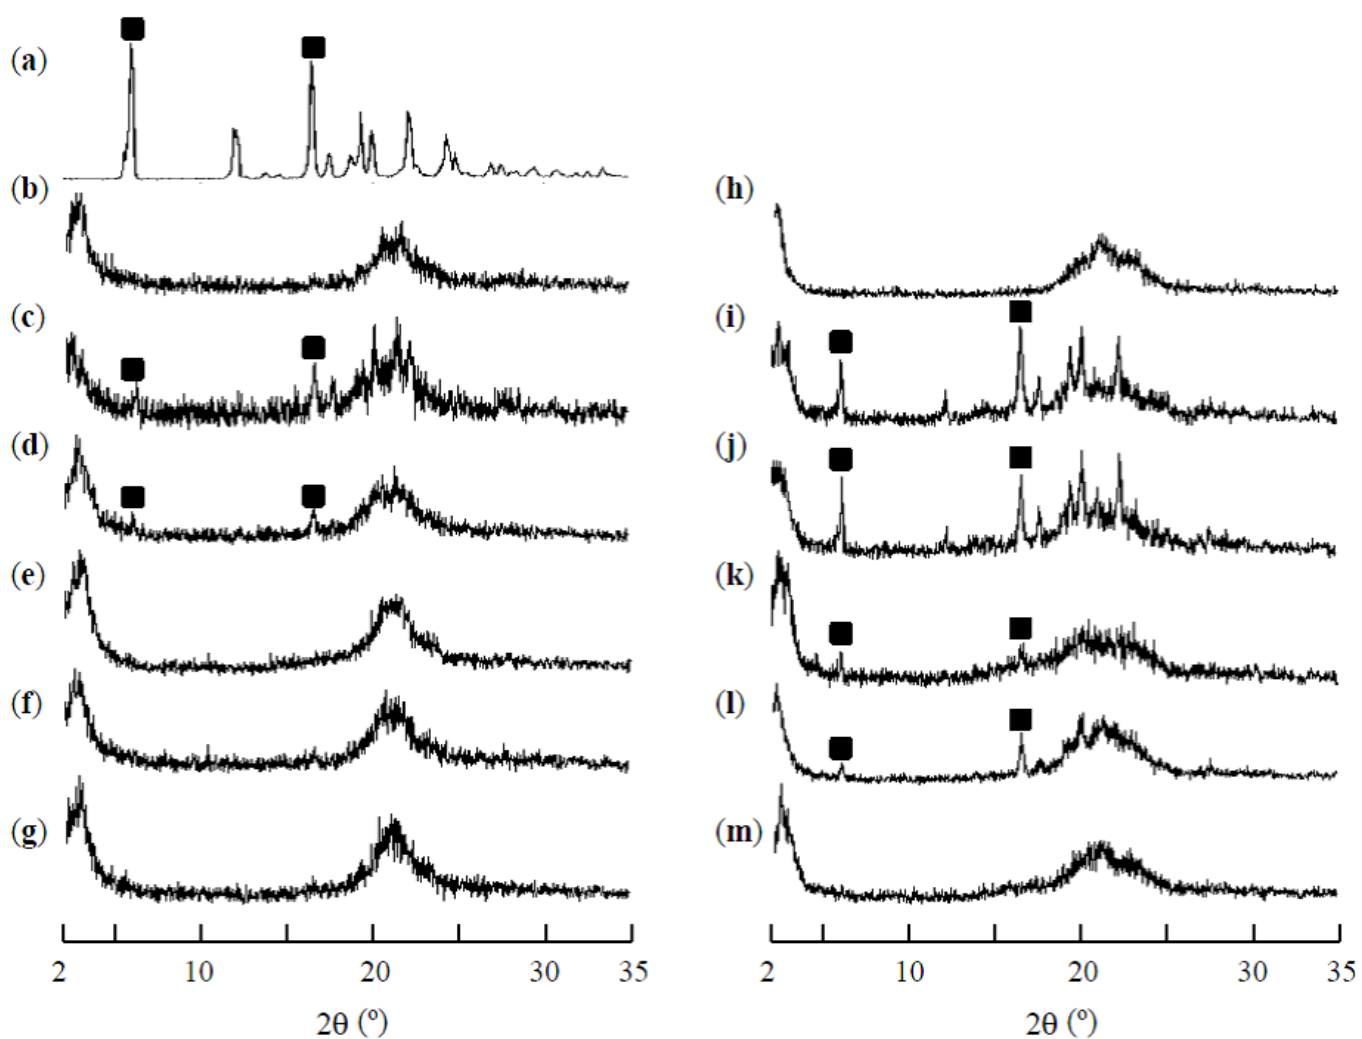 (a)
(b)
(c)
(d)
(e)
(f)
(g)
2 10 20 30 35
2θ (º)
(h)
(i)
(j)
(k)
(l)
(m)
2 10 20 30 35
2θ (º)